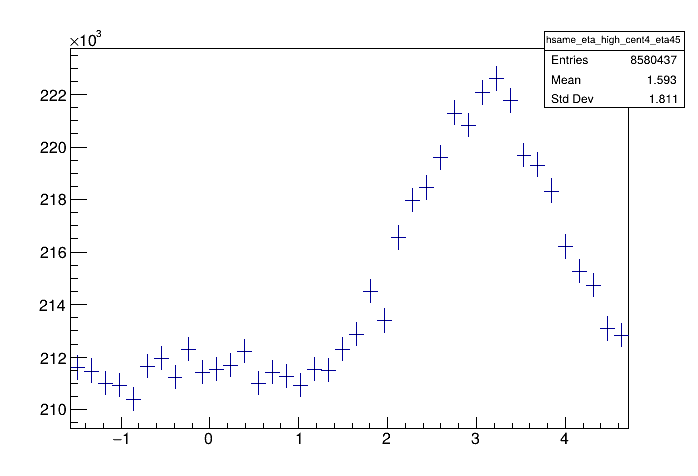 ×10³
hsame_eta_high_cent4_eta45
Entries 8580437
Mean 1.593
Std Dev 1.811
222
220
218
216
214
212
210
−1 0 1 2 3 4